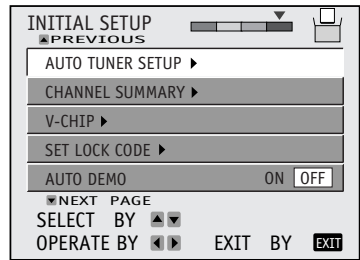 INITIAL SETUP
▲PREVIOUS
AUTO TUNER SETUP ▶
CHANNEL SUMMARY ▶
V-CHIP ▶
SET LOCK CODE ▶
AUTO DEMO ON OFF
▼NEXT PAGE
SELECT BY ▲▼
OPERATE BY ◀▶ EXIT BY EXIT